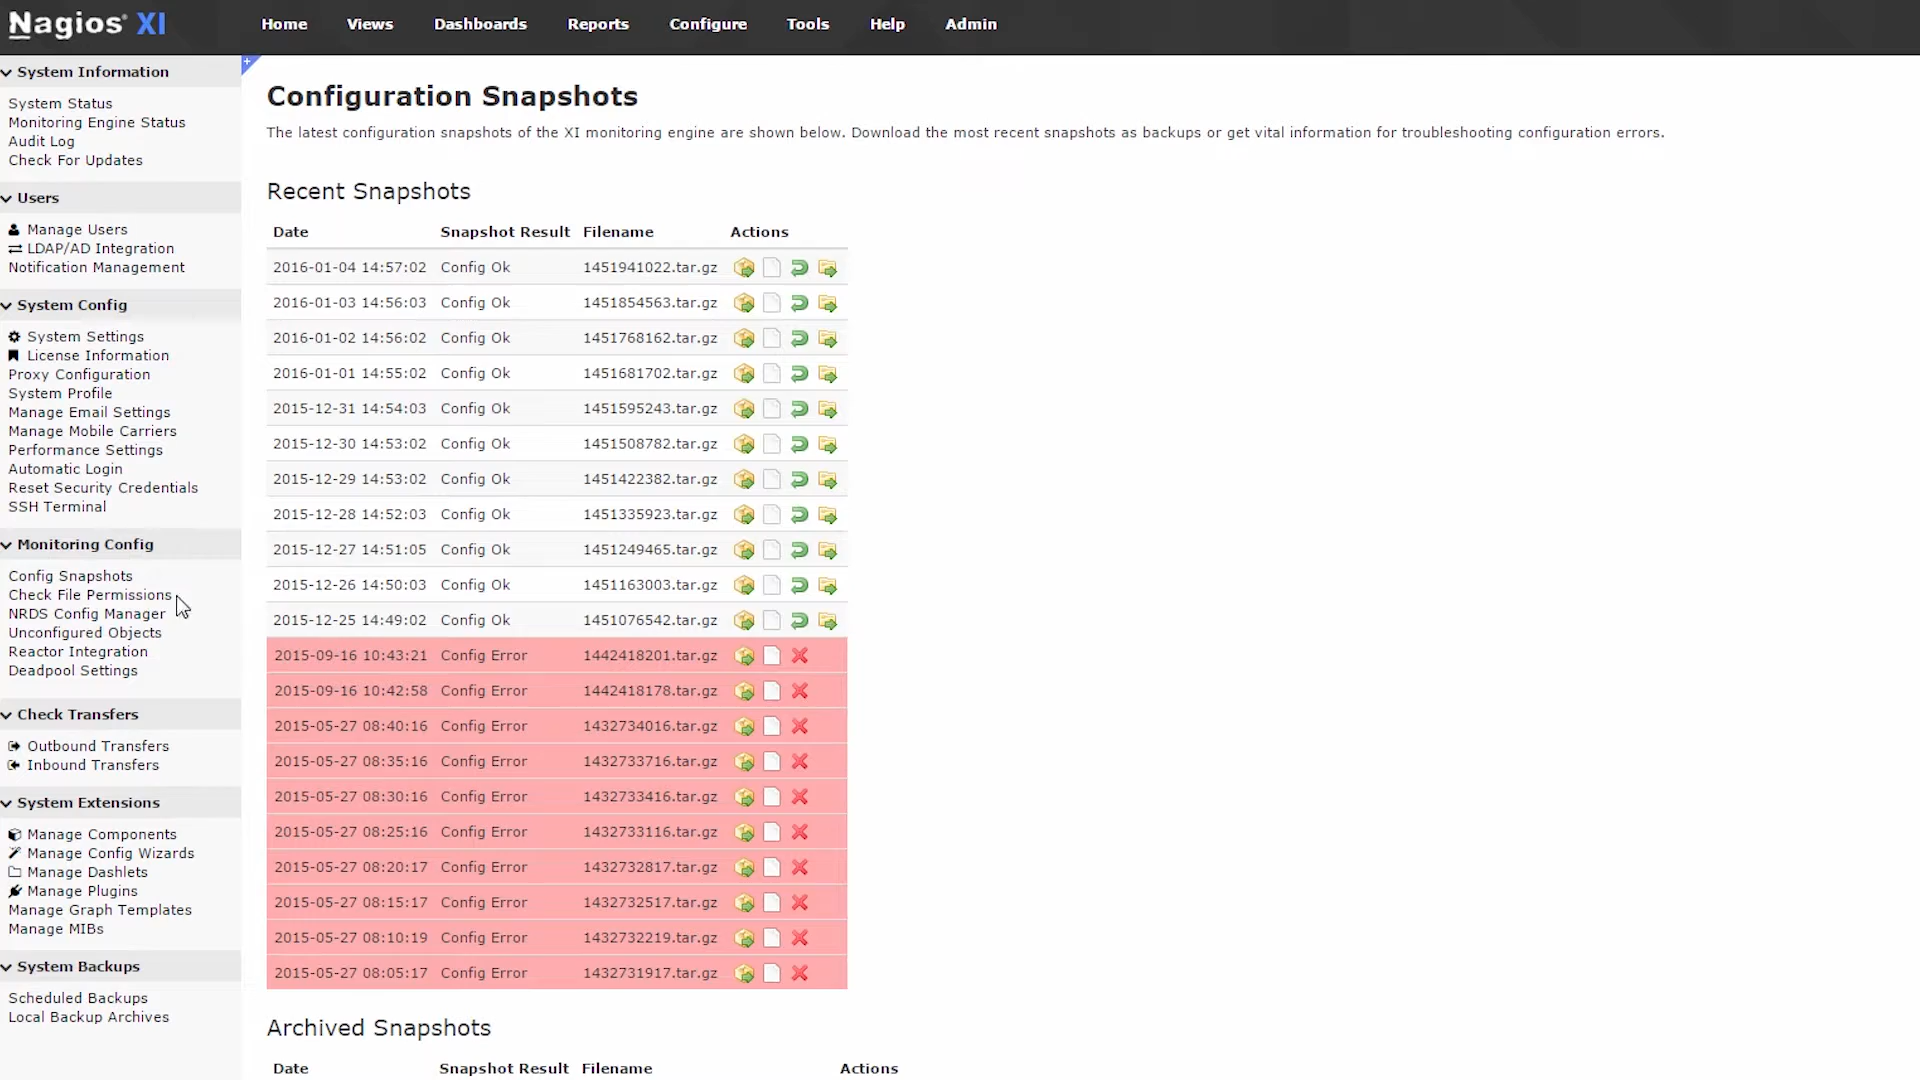 Nagios® XI
Home Views Dashboards Reports Configure Tools Help Admin
System Information
System Status
Monitoring Engine Status
Audit Log
Check For Updates
Users
Manage Users
LDAP/AD Integration
Notification Management
System Config
System Settings
License Information
Proxy Configuration
System Profile
Manage Email Settings
Manage Mobile Carriers
Performance Settings
Automatic Login
Reset Security Credentials
SSH Terminal
Monitoring Config
Config Snapshots
Check File Permissions
NRDS Config Manager
Unconfigured Objects
Reactor Integration
Deadpool Settings
Check Transfers
Outbound Transfers
Inbound Transfers
System Extensions
Manage Components
Manage Config Wizards
Manage Dashlets
Manage Plugins
Manage Graph Templates
Manage MIBs
System Backups
Scheduled Backups
Local Backup Archives
Configuration Snapshots
The latest configuration snapshots of the XI monitoring engine are shown below. Download the most recent snapshots as backups or get vital information for troubleshooting configuration errors.
Recent Snapshots
Date Snapshot Result Filename Actions
2016-01-04 14:57:02 Config Ok 1451941022.tar.gz
2016-01-03 14:56:03 Config Ok 1451854563.tar.gz
2016-01-02 14:56:02 Config Ok 1451768162.tar.gz
2016-01-01 14:55:02 Config Ok 1451681702.tar.gz
2015-12-31 14:54:03 Config Ok 1451595243.tar.gz
2015-12-30 14:53:02 Config Ok 1451508782.tar.gz
2015-12-29 14:53:02 Config Ok 1451422382.tar.gz
2015-12-28 14:52:03 Config Ok 1451335923.tar.gz
2015-12-27 14:51:05 Config Ok 1451249465.tar.gz
2015-12-26 14:50:03 Config Ok 1451163003.tar.gz
2015-12-25 14:49:02 Config Ok 1451076542.tar.gz
2015-09-16 10:43:21 Config Error 1442418201.tar.gz
2015-09-16 10:42:58 Config Error 1442418178.tar.gz
2015-05-27 08:40:16 Config Error 1432734016.tar.gz
2015-05-27 08:35:16 Config Error 1432733716.tar.gz
2015-05-27 08:30:16 Config Error 1432733416.tar.gz
2015-05-27 08:25:16 Config Error 1432733116.tar.gz
2015-05-27 08:20:17 Config Error 1432732817.tar.gz
2015-05-27 08:15:17 Config Error 1432732517.tar.gz
2015-05-27 08:10:19 Config Error 1432732219.tar.gz
2015-05-27 08:05:17 Config Error 1432731917.tar.gz
Archived Snapshots
Date Snapshot Result Filename Actions